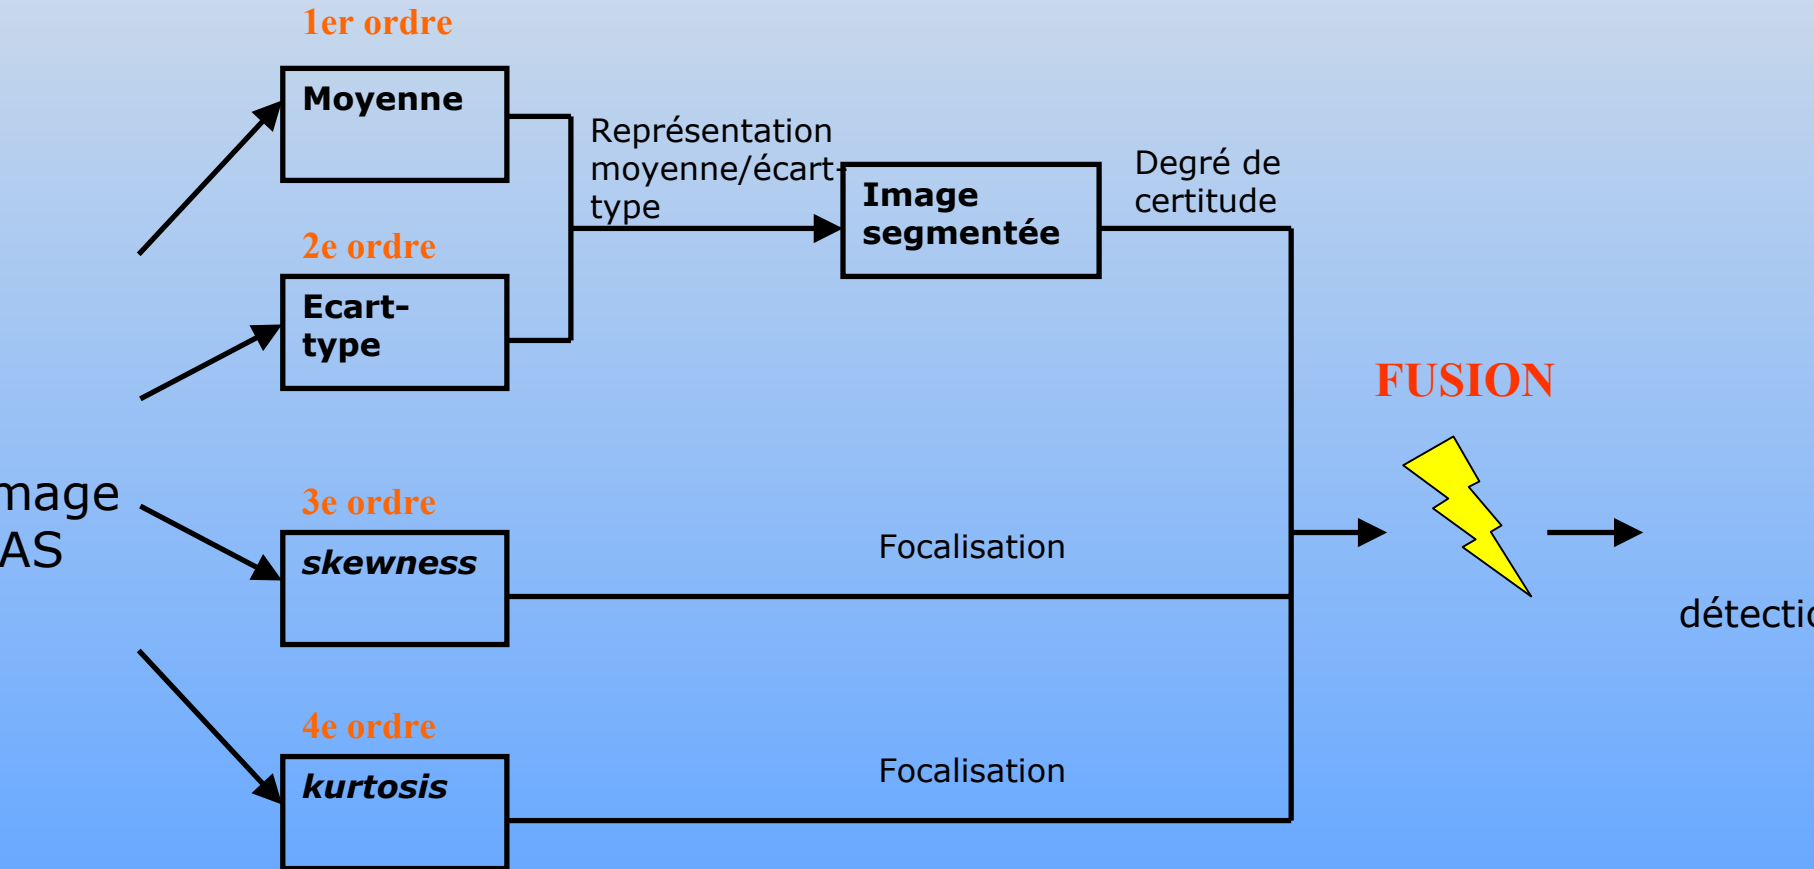 1er ordre
Moyenne
Représentation
moyenne/écart-
type
Degré de
certitude
Image
segmentée
2e ordre
Ecart-
type
FUSION
mage
AS
3e ordre
skewness
Focalisation
détectio
4e ordre
kurtosis
Focalisation